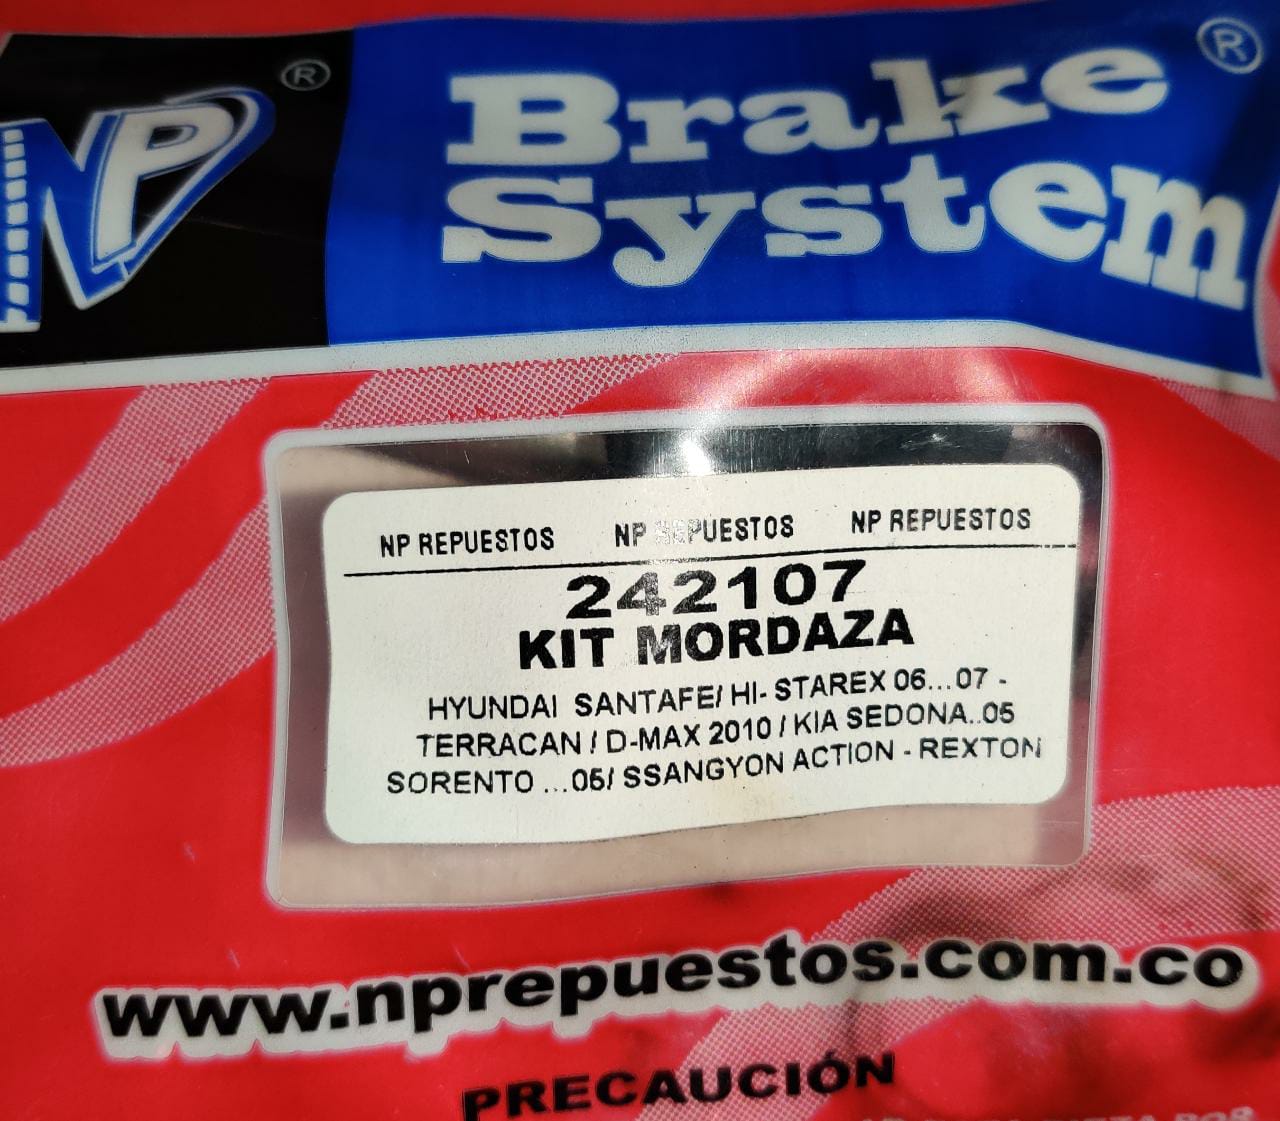 NP ®
Brake ®
System
NP REPUESTOS NP REPUESTOS NP REPUESTOS
242107
KIT MORDAZA
HYUNDAI SANTAFE/ HI- STAREX 06...07 -
TERRACAN / D-MAX 2010 / KIA SEDONA..05
SORENTO ...06/ SSANGYON ACTION - REXTON
www.nprepuestos.com.co
PRECAUCIÓN
POR